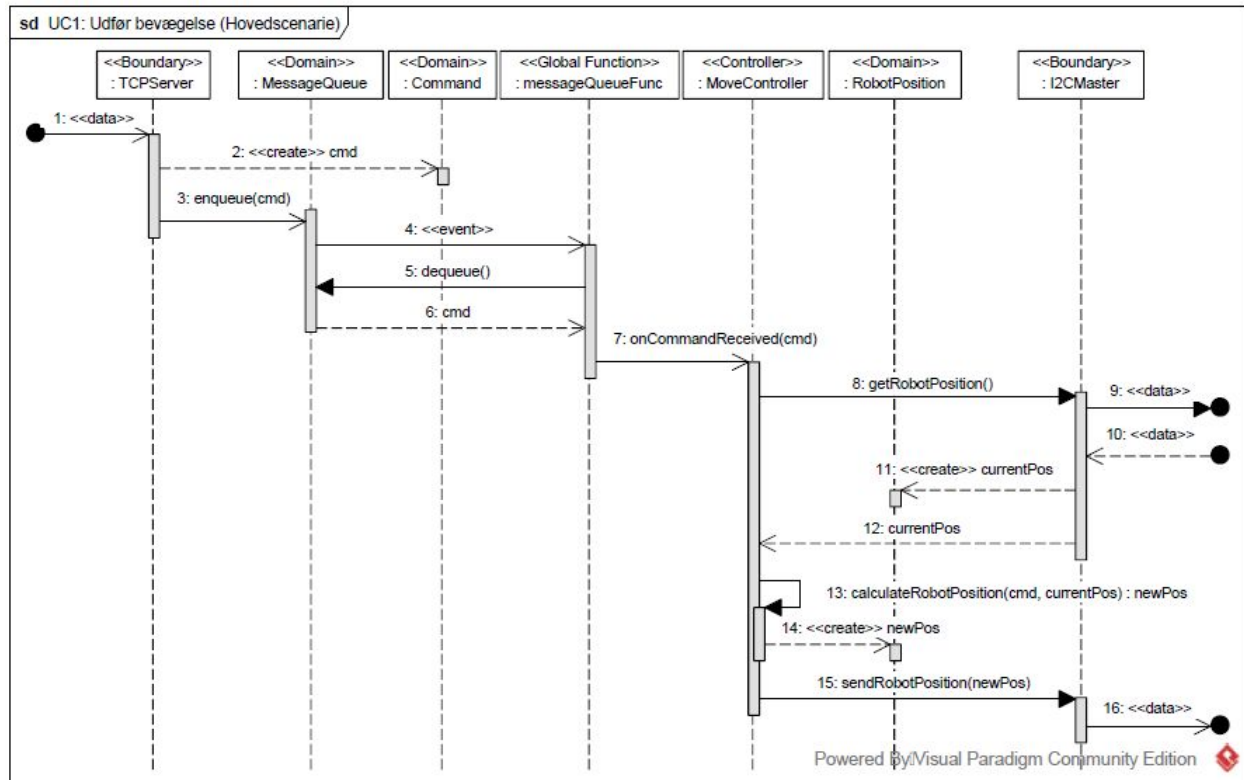 sd UC1: Udfør bevægelse (Hovedscenarie)
<<Boundary>>
: TCPServer
<<Domain>>
: MessageQueue
<<Domain>>
: Command
<<Global Function>>
: messageQueueFunc
<<Controller>>
: MoveController
<<Domain>>
: RobotPosition
<<Boundary>>
: I2CMaster
1: <<data>>
2: <<create>> cmd
3: enqueue(cmd)
4: <<event>>
5: dequeue()
6: cmd
7: onCommandReceived(cmd)
8: getRobotPosition()
9: <<data>>
10: <<data>>
11: <<create>> currentPos
12: currentPos
13: calculateRobotPosition(cmd, currentPos) : newPos
14: <<create>> newPos
15: sendRobotPosition(newPos)
16: <<data>>
Powered By Visual Paradigm Community Edition